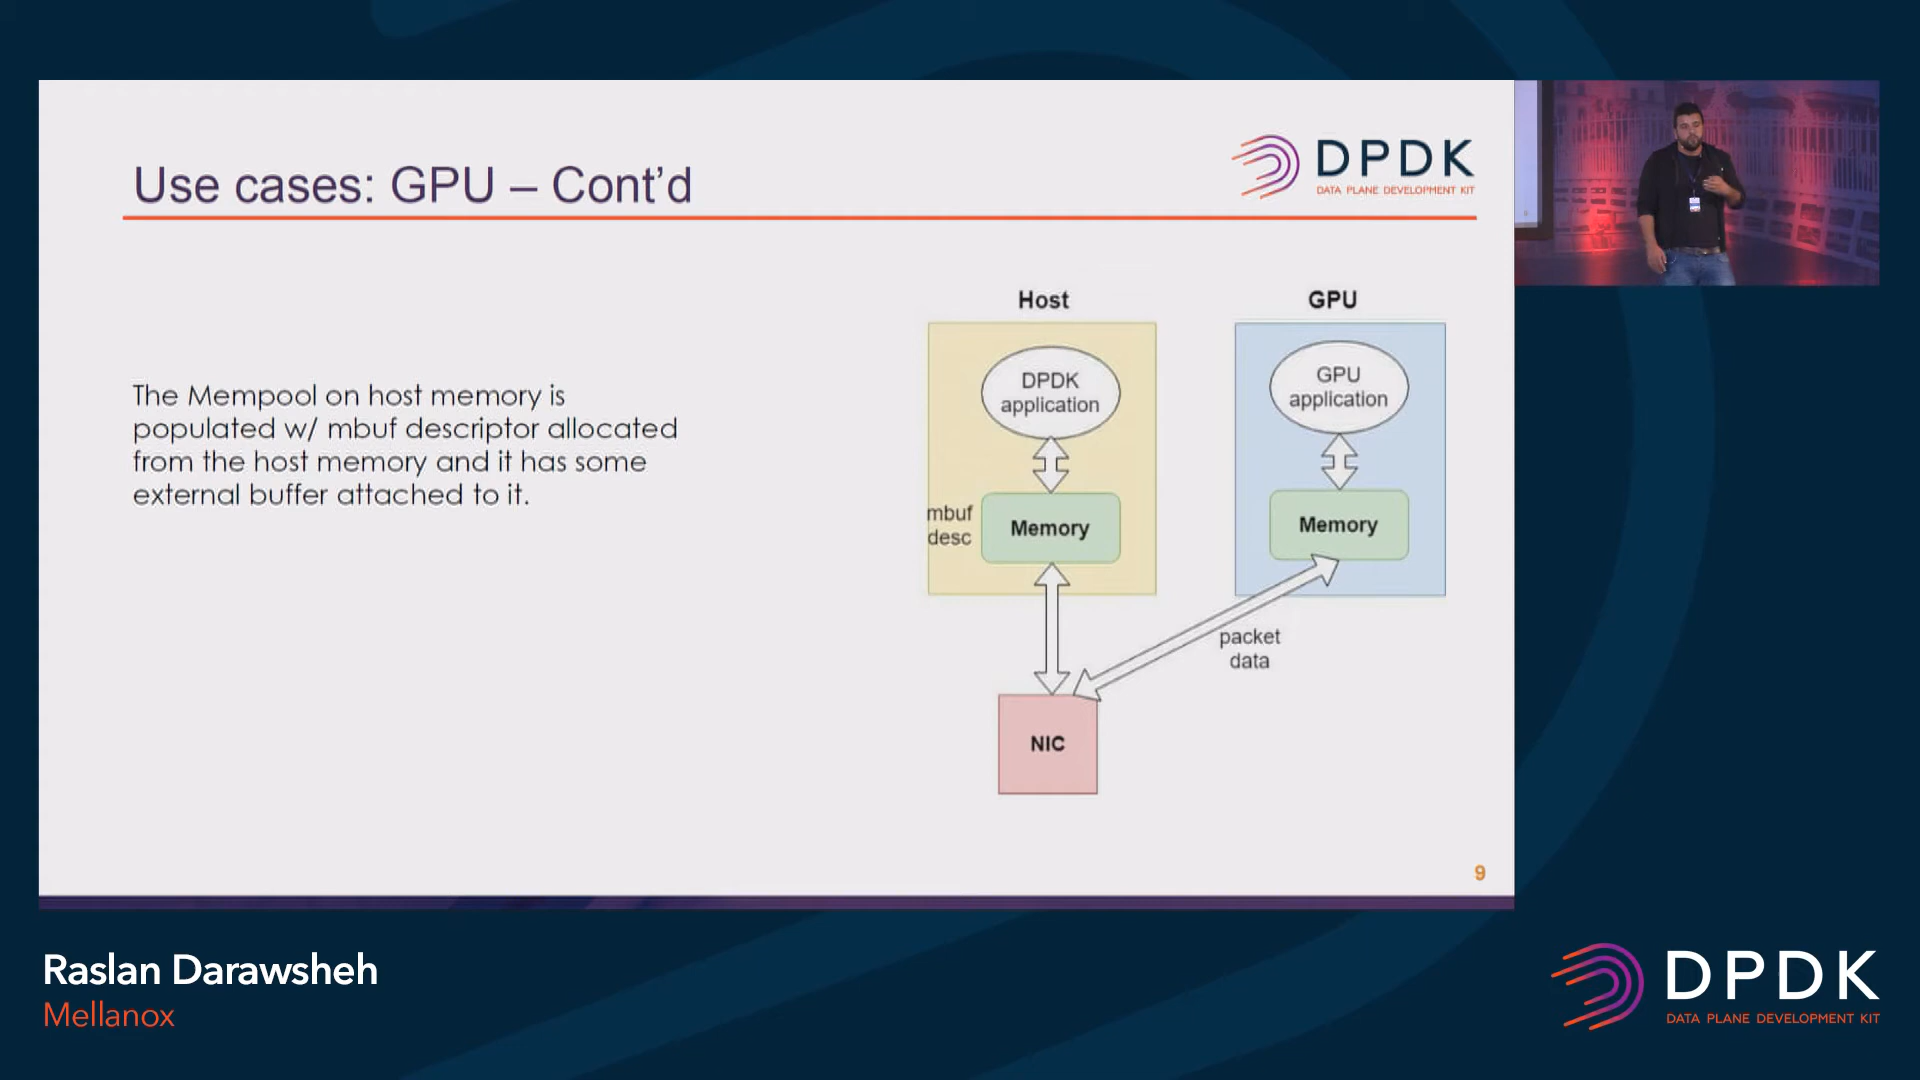 Use cases: GPU – Cont'd
DPDK
DATA PLANE DEVELOPMENT KIT
The Mempool on host memory is
populated w/ mbuf descriptor allocated
from the host memory and it has some
external buffer attached to it.
Host
GPU
DPDK
application
GPU
application
mbuf
desc
Memory
Memory
packet
data
NIC
9
Raslan Darawsheh
Mellanox
DPDK
DATA PLANE DEVELOPMENT KIT